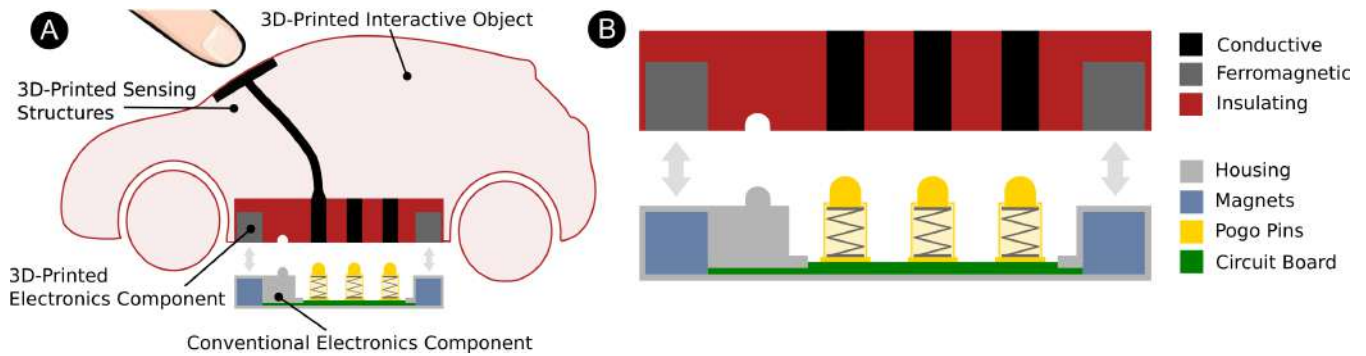 A
3D-Printed Interactive Object
3D-Printed Sensing
Structures
3D-Printed
Electronics Component
Conventional Electronics Component
B
Conductive
Ferromagnetic
Insulating
Housing
Magnets
Pogo Pins
Circuit Board